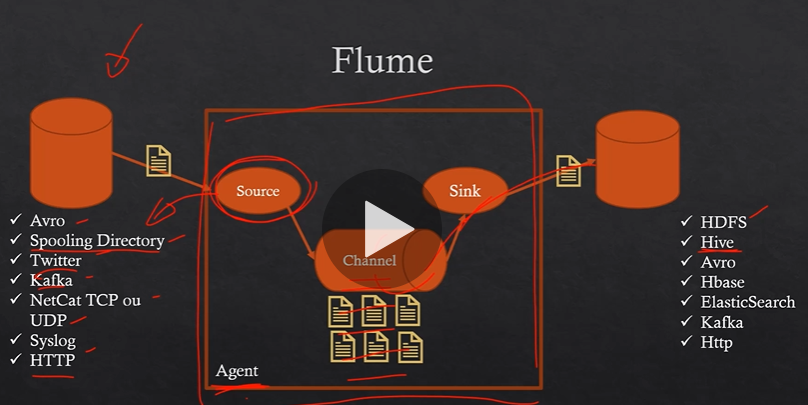 Flume
Source
Sink
Channel
Agent
✓ Avro
✓ Spooling Directory
✓ Twitter
✓ Kafka
✓ NetCat TCP ou
UDP
✓ Syslog
✓ HTTP
✓ HDFS
✓ Hive
✓ Avro
✓ Hbase
✓ ElasticSearch
✓ Kafka
✓ Http